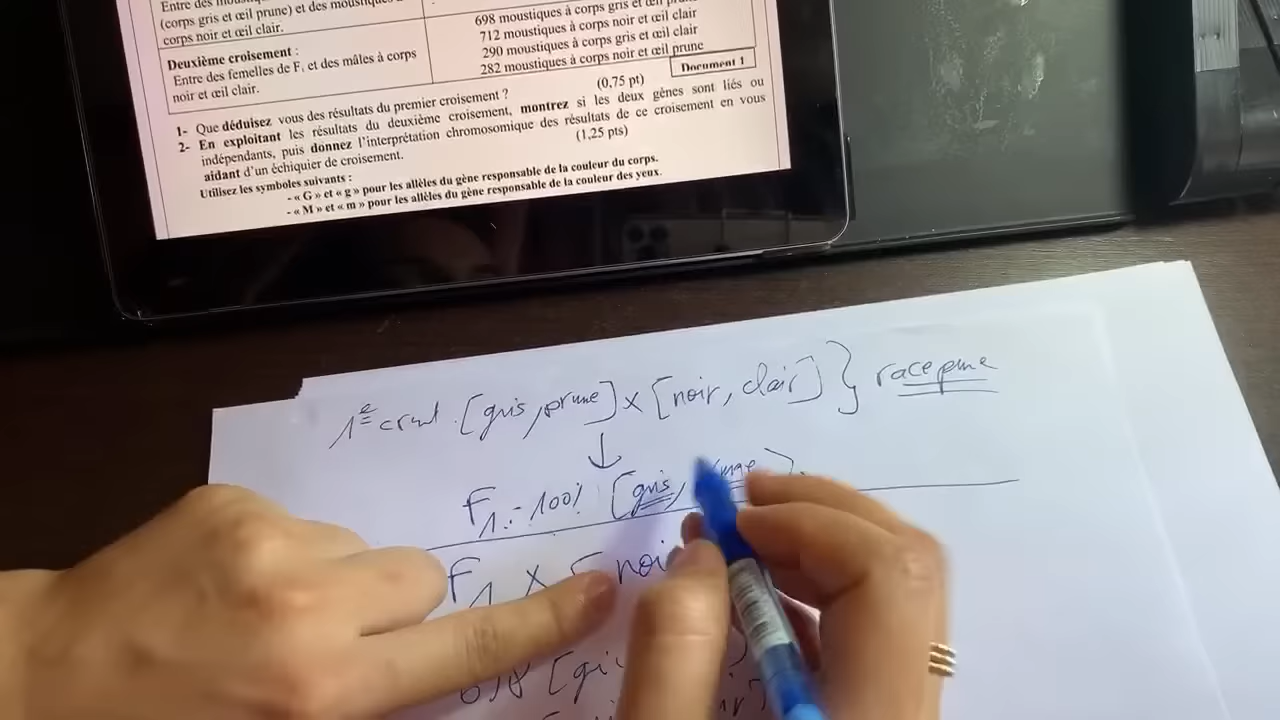 Entre des
(corps gris et œil prune) et des moustiques à
corps noir et œil clair.
Deuxième croisement :
Entre des femelles de F₁ et des mâles à corps
noir et œil clair.
698 moustiques à corps gris et œil prune
712 moustiques à corps noir et œil clair
290 moustiques à corps gris et œil clair
282 moustiques à corps noir et œil prune
Document 1
1- Que déduisez vous des résultats du premier croisement ? (0,75 pt)
2- En exploitant les résultats du deuxième croisement, montrez si les deux gènes sont liés ou
indépendants, puis donnez l'interprétation chromosomique des résultats de ce croisement en vous
aidant d'un échiquier de croisement. (1,25 pts)
Utilisez les symboles suivants :
- « G » et « g » pour les allèles du gène responsable de la couleur du corps.
- « M » et « m » pour les allèles du gène responsable de la couleur des yeux.
1e crmt. [gris, prune] x [noir, clair] } race pure
↓
F1 :- 100% [gris,
F1 x [ noi
698 [gi